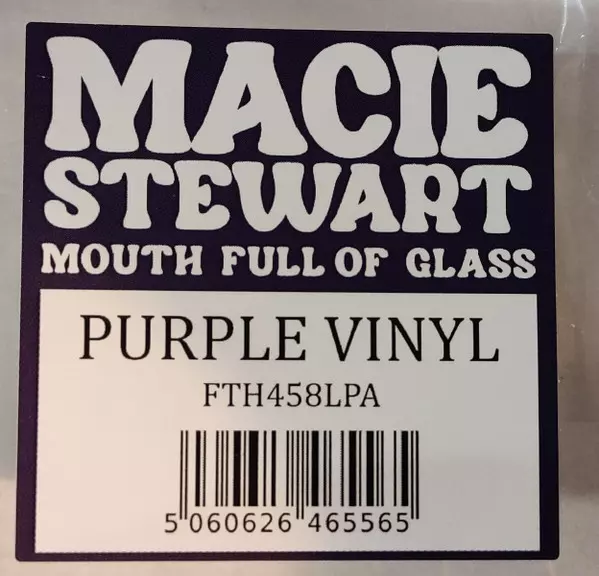 MACIE
STEWART
MOUTH FULL OF GLASS
PURPLE VINYL
FTH458LPA
5 060626 465565